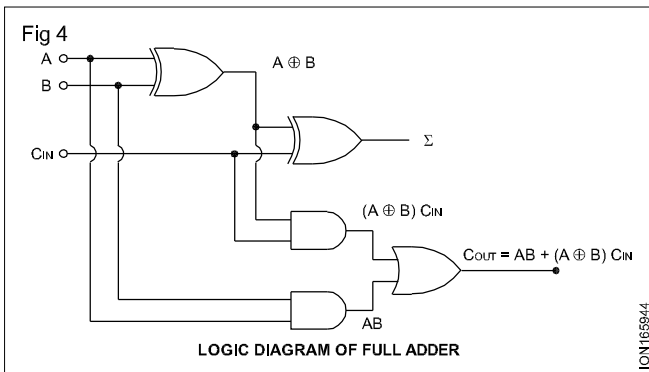 Fig 4
A
B
A ⊕ B
CIN
Σ
(A ⊕ B) CIN
COUT = AB + (A ⊕ B) CIN
AB
LOGIC DIAGRAM OF FULL ADDER
ION165944